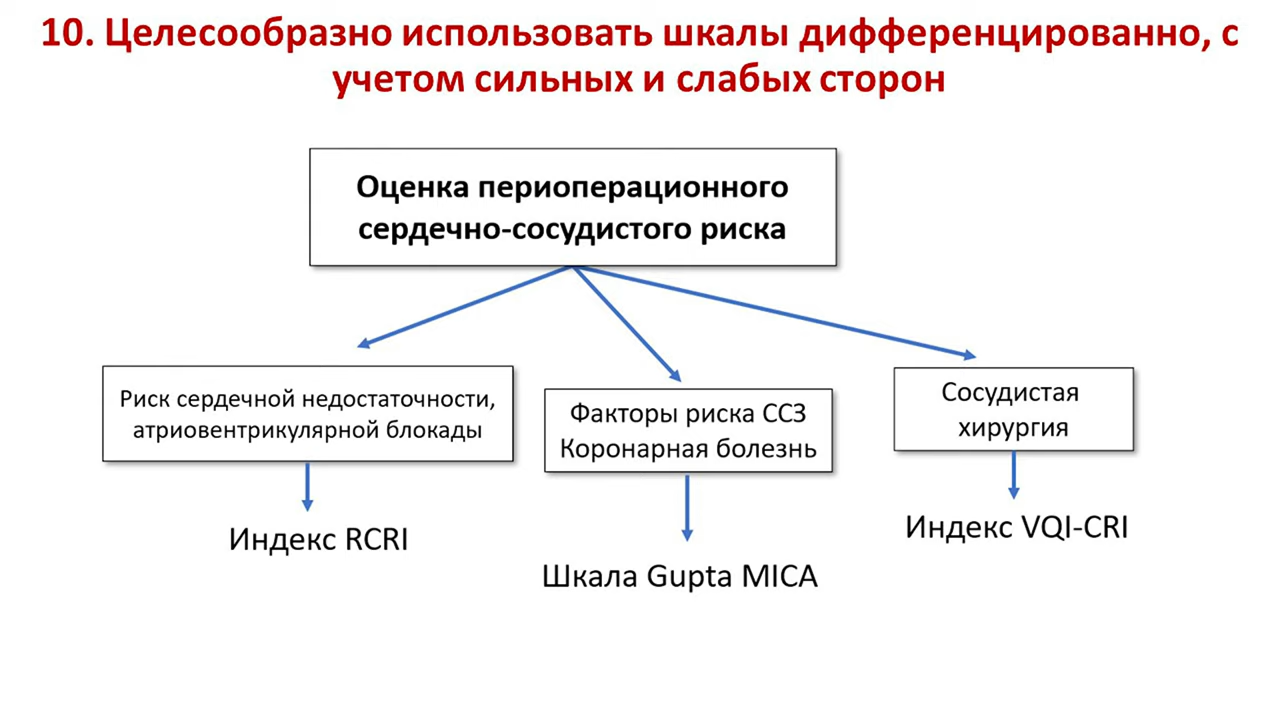 10. Целесообразно использовать шкалы дифференцированно, с
учетом сильных и слабых сторон
Оценка периоперационного
сердечно-сосудистого риска
Риск сердечной недостаточности,
атриовентрикулярной блокады
Индекс RCRI
Факторы риска ССЗ
Коронарная болезнь
Шкала Gupta MICA
Сосудистая
хирургия
Индекс VQI-CRI